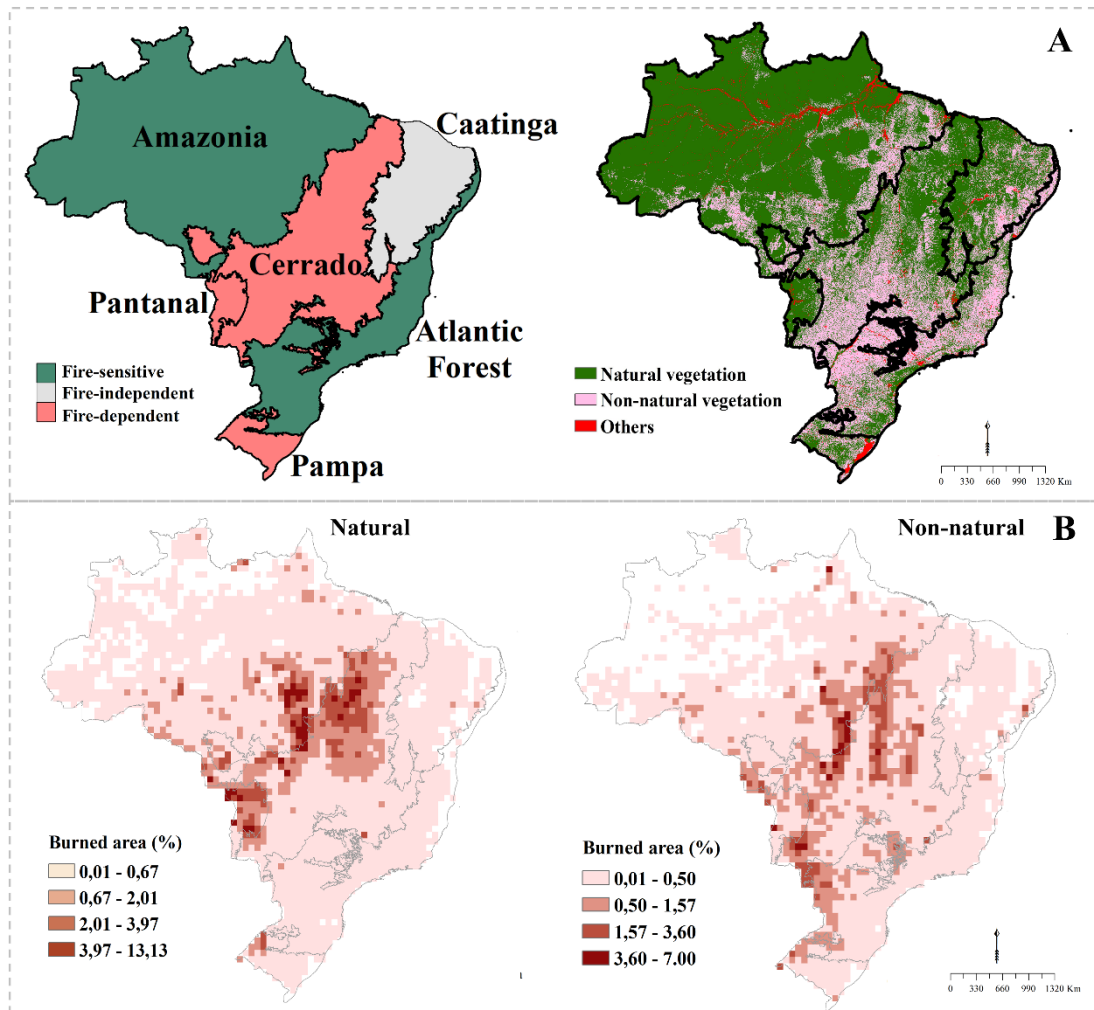 A
Amazonia
Caatinga
Cerrado
Pantanal
Atlantic
Forest
Pampa
Fire-sensitive
Fire-independent
Fire-dependent
Natural vegetation
Non-natural vegetation
Others
0 330 660 990 1320 Km
B
Natural
Non-natural
Burned area (%)
0,01 - 0,67
0,67 - 2,01
2,01 - 3,97
3,97 - 13,13
Burned area (%)
0,01 - 0,50
0,50 - 1,57
1,57 - 3,60
3,60 - 7.00
0 330 660 990 1320 Km